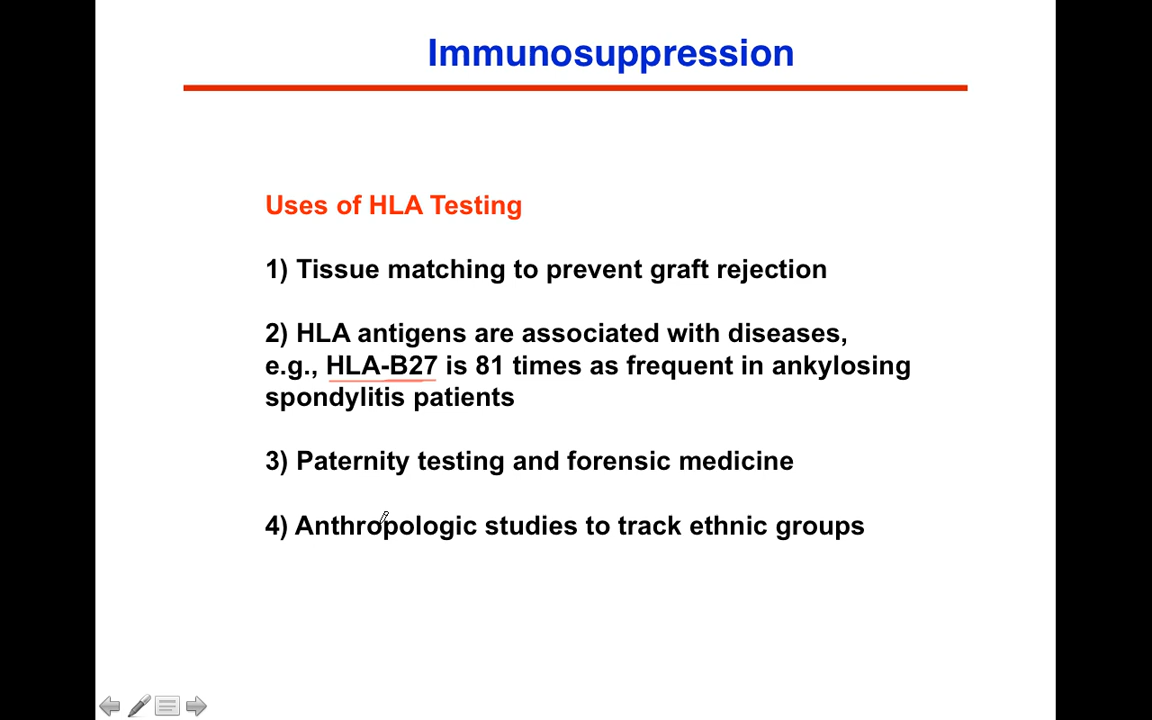 Immunosuppression
Uses of HLA Testing
1) Tissue matching to prevent graft rejection
2) HLA antigens are associated with diseases,
e.g., HLA-B27 is 81 times as frequent in ankylosing
spondylitis patients
3) Paternity testing and forensic medicine
4) Anthropologic studies to track ethnic groups